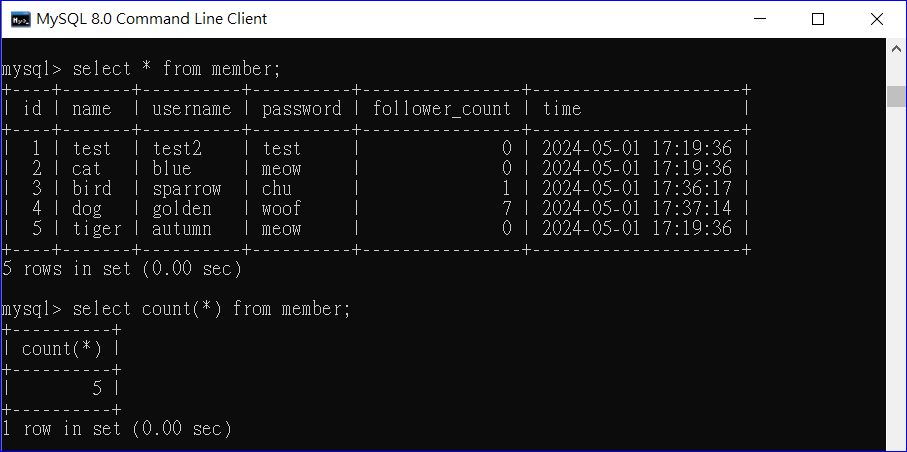 MySQL 8.0 Command Line Client
mysql> select * from member;
+----+-------+----------+----------+----------------+---------------------+
| id | name  | username | password | follower_count | time                |
+----+-------+----------+----------+----------------+---------------------+
|  1 | test  | test2    | test     |              0 | 2024-05-01 17:19:36 |
|  2 | cat   | blue     | meow     |              0 | 2024-05-01 17:19:36 |
|  3 | bird  | sparrow  | chu      |              1 | 2024-05-01 17:36:17 |
|  4 | dog   | golden   | woof     |              7 | 2024-05-01 17:37:14 |
|  5 | tiger | autumn   | meow     |              0 | 2024-05-01 17:19:36 |
+----+-------+----------+----------+----------------+---------------------+
5 rows in set (0.00 sec)
mysql> select count(*) from member;
+----------+
| count(*) |
+----------+
|        5 |
+----------+
1 row in set (0.00 sec)